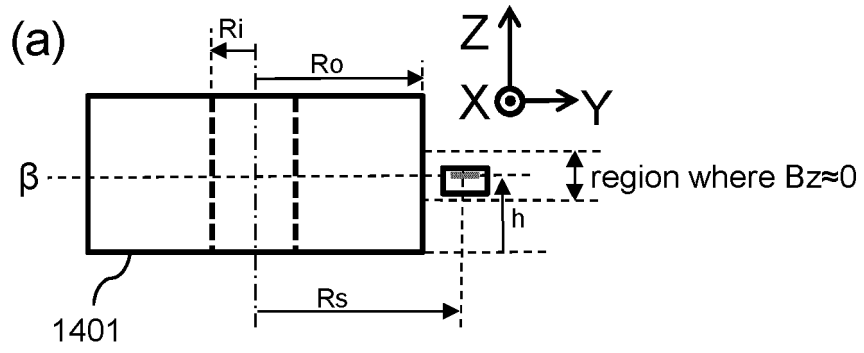 (a)
Ri
Ro
Z
X
Y
β
region where Bz≈0
h
Rs
1401